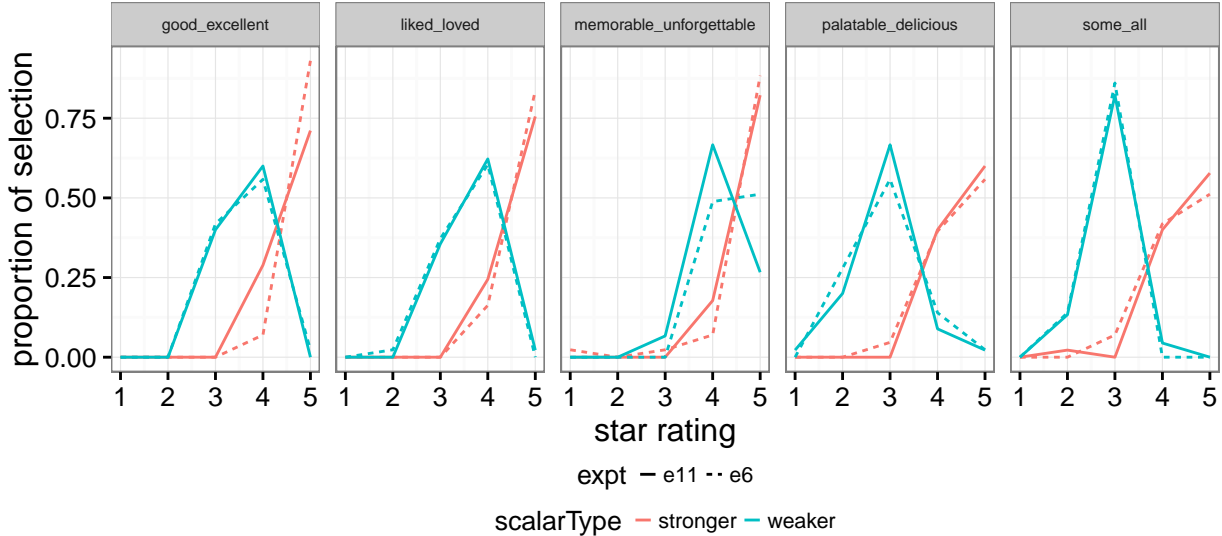 good_excellent liked_loved memorable_unforgettable palatable_delicious some_all
proportion of selection
0.75
0.50
0.25
0.00
1 2 3 4 5 1 2 3 4 5 1 2 3 4 5 1 2 3 4 5 1 2 3 4 5
star rating
expt e11 e6
scalarType stronger weaker